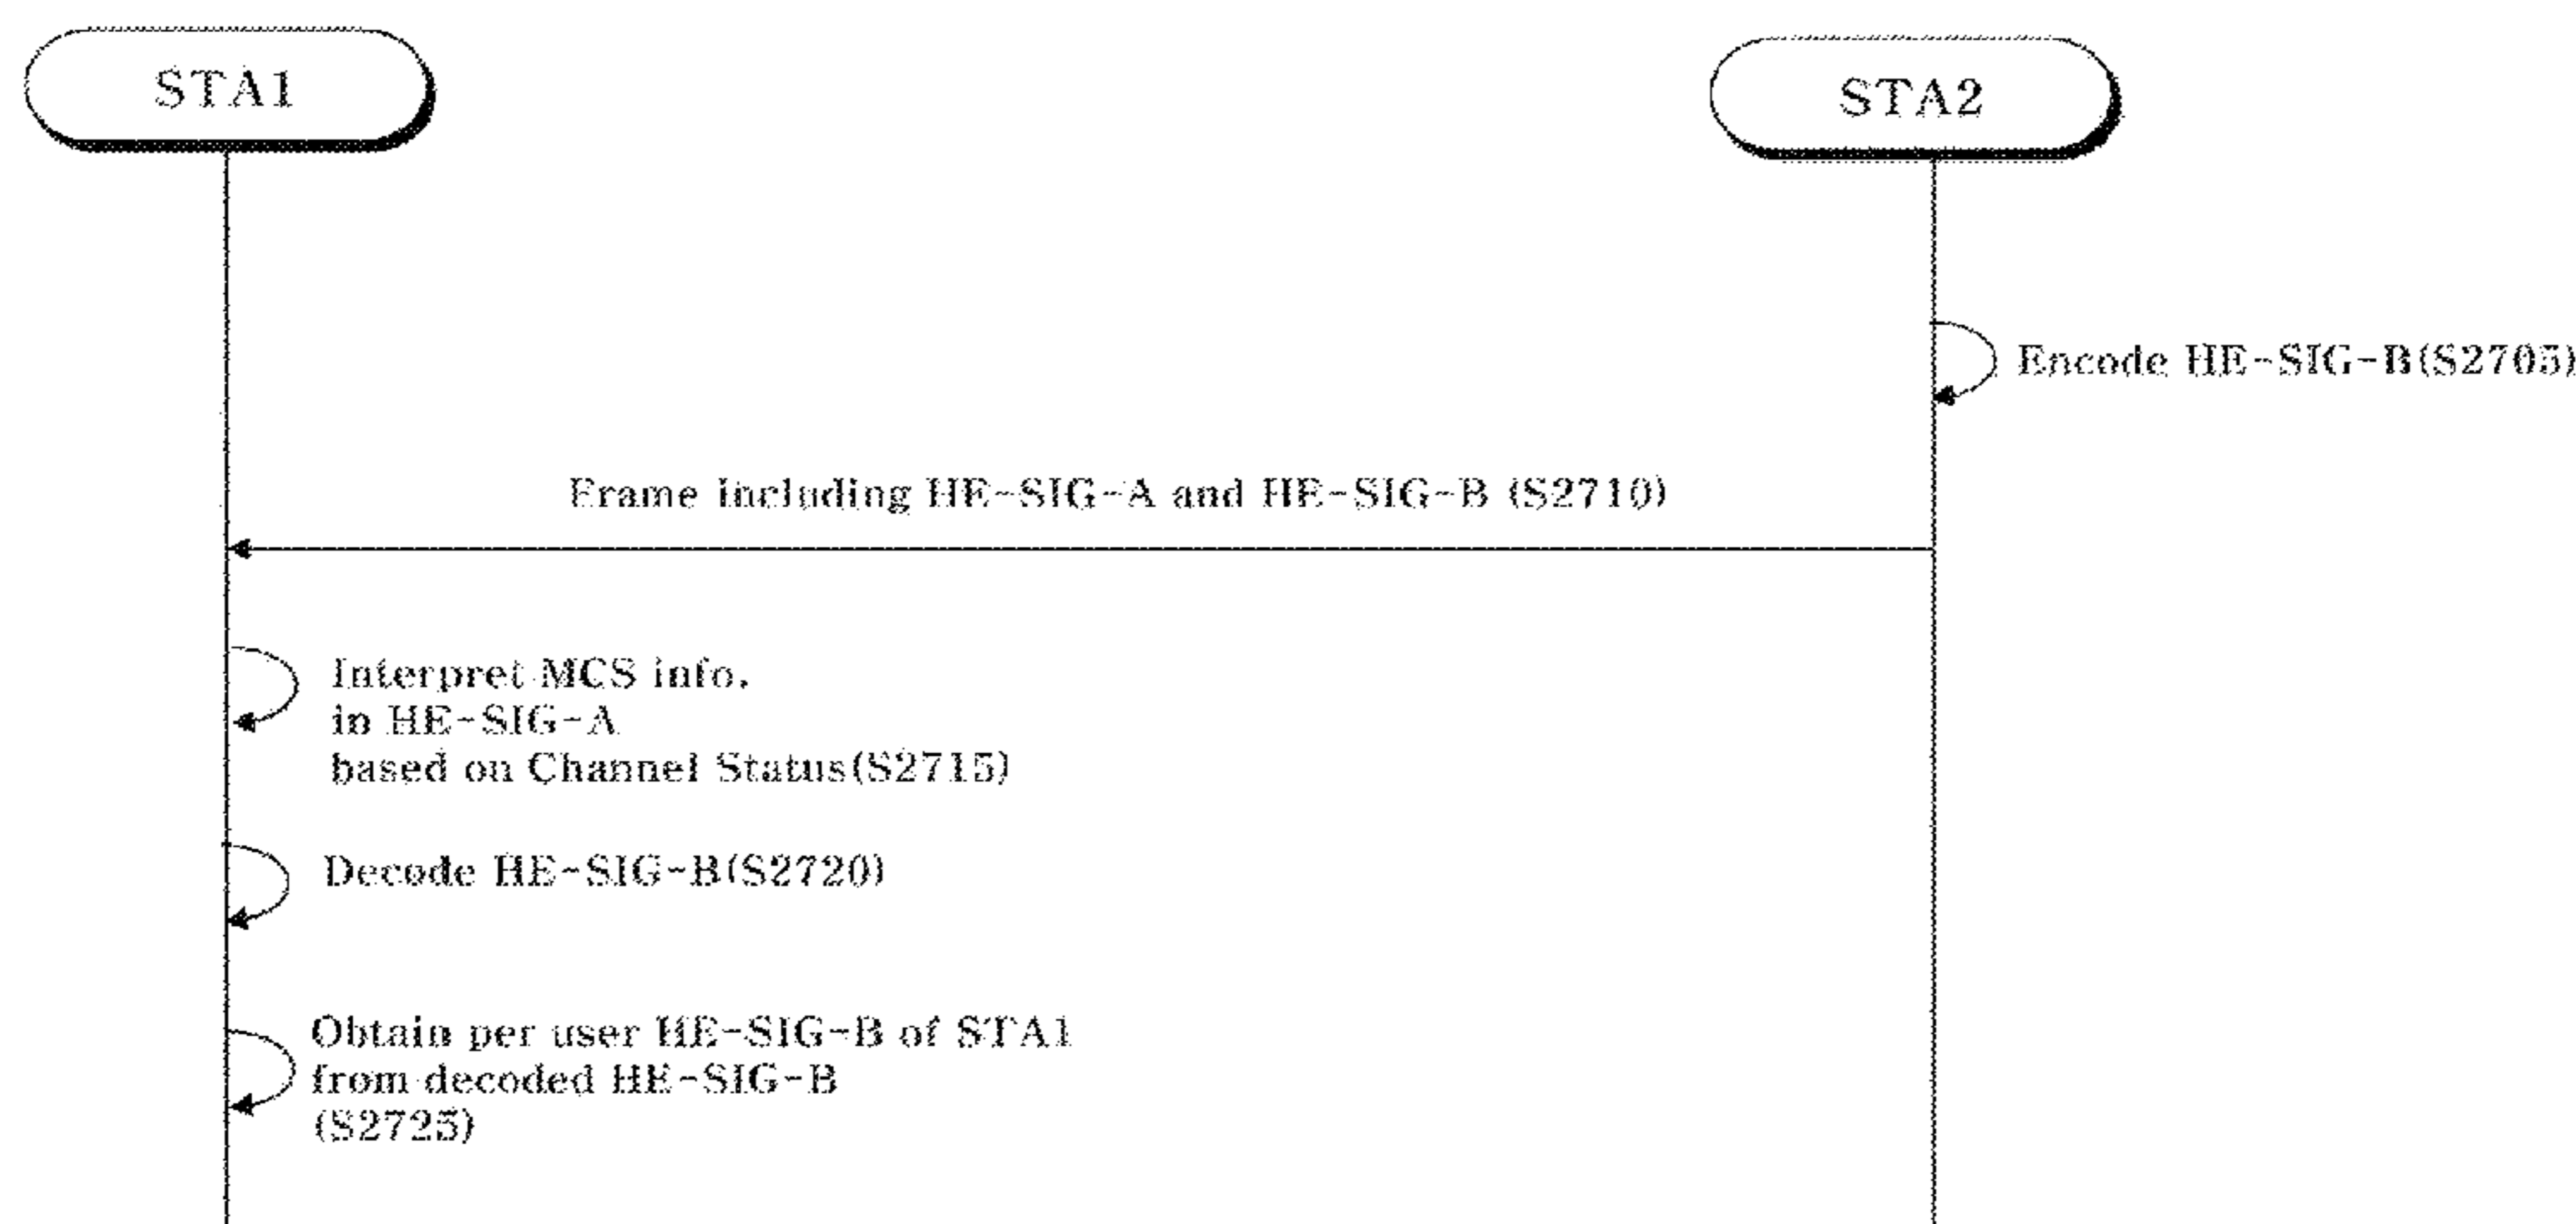 STA1
STA2
Encode HE-SIG-B(S2705)
Frame including HE-SIG-A and HE-SIG-B (S2710)
Interpret MCS info.
in HE-SIG-A
based on Channel Status(S2715)
Decode HE-SIG-B(S2720)
Obtain per user HE-SIG-B of STA1
from decoded HE-SIG-B
(S2725)